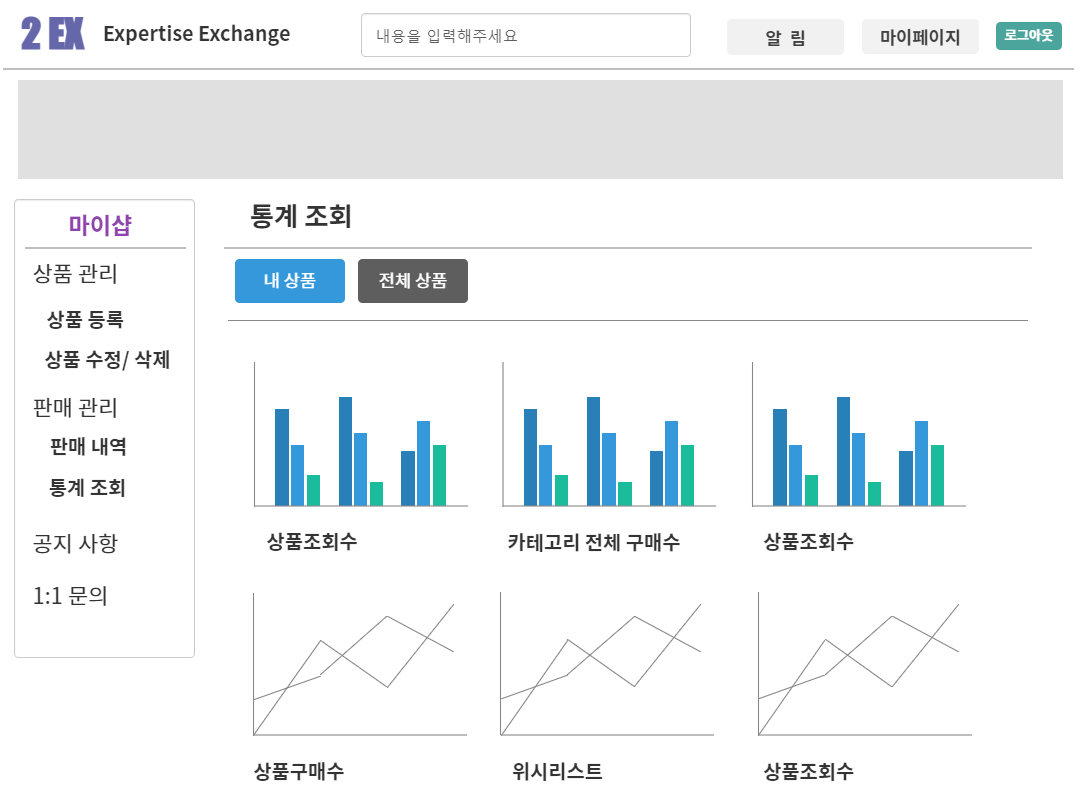 2 EX Expertise Exchange 내용을 입력해주세요 알 림 마이페이지 로그아웃
마이샵
상품 관리
상품 등록
상품 수정/ 삭제
판매 관리
판매 내역
통계 조회
공지 사항
1:1 문의
통계 조회
내 상품 전체 상품
상품조회수 카테고리 전체 구매수 상품조회수
상품구매수 위시리스트 상품조회수